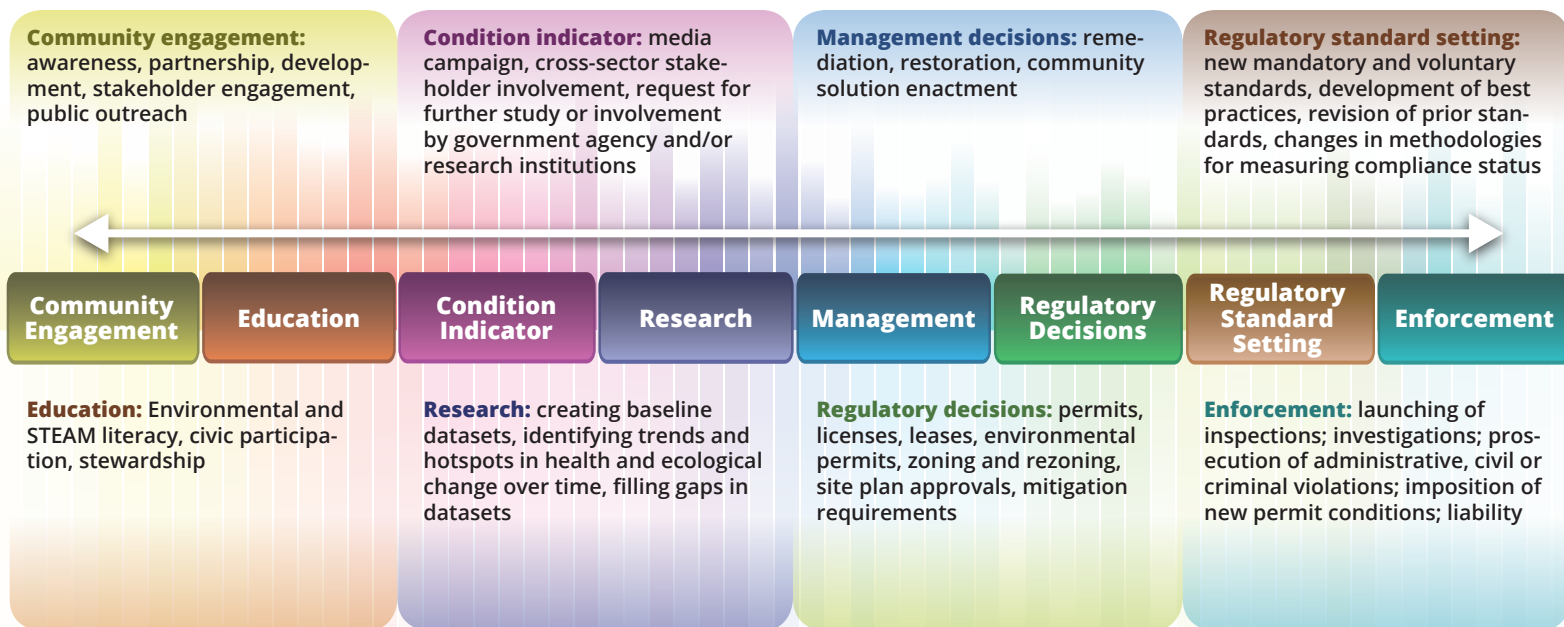 Community engagement:
awareness, partnership, develop-
ment, stakeholder engagement,
public outreach
Condition indicator: media
campaign, cross-sector stake-
holder involvement, request for
further study or involvement
by government agency and/or
research institutions
Management decisions: reme-
diation, restoration, community
solution enactment
Regulatory standard setting:
new mandatory and voluntary
standards, development of best
practices, revision of prior stan-
dards, changes in methodologies
for measuring compliance status
Community
Engagement
Education
Condition
Indicator
Research
Management
Regulatory
Decisions
Regulatory
Standard
Setting
Enforcement
Education: Environmental and
STEAM literacy, civic participa-
tion, stewardship
Research: creating baseline
datasets, identifying trends and
hotspots in health and ecological
change over time, filling gaps in
datasets
Regulatory decisions: permits,
licenses, leases, environmental
permits, zoning and rezoning,
site plan approvals, mitigation
requirements
Enforcement: launching of
inspections; investigations; pros-
ecution of administrative, civil or
criminal violations; imposition of
new permit conditions; liability